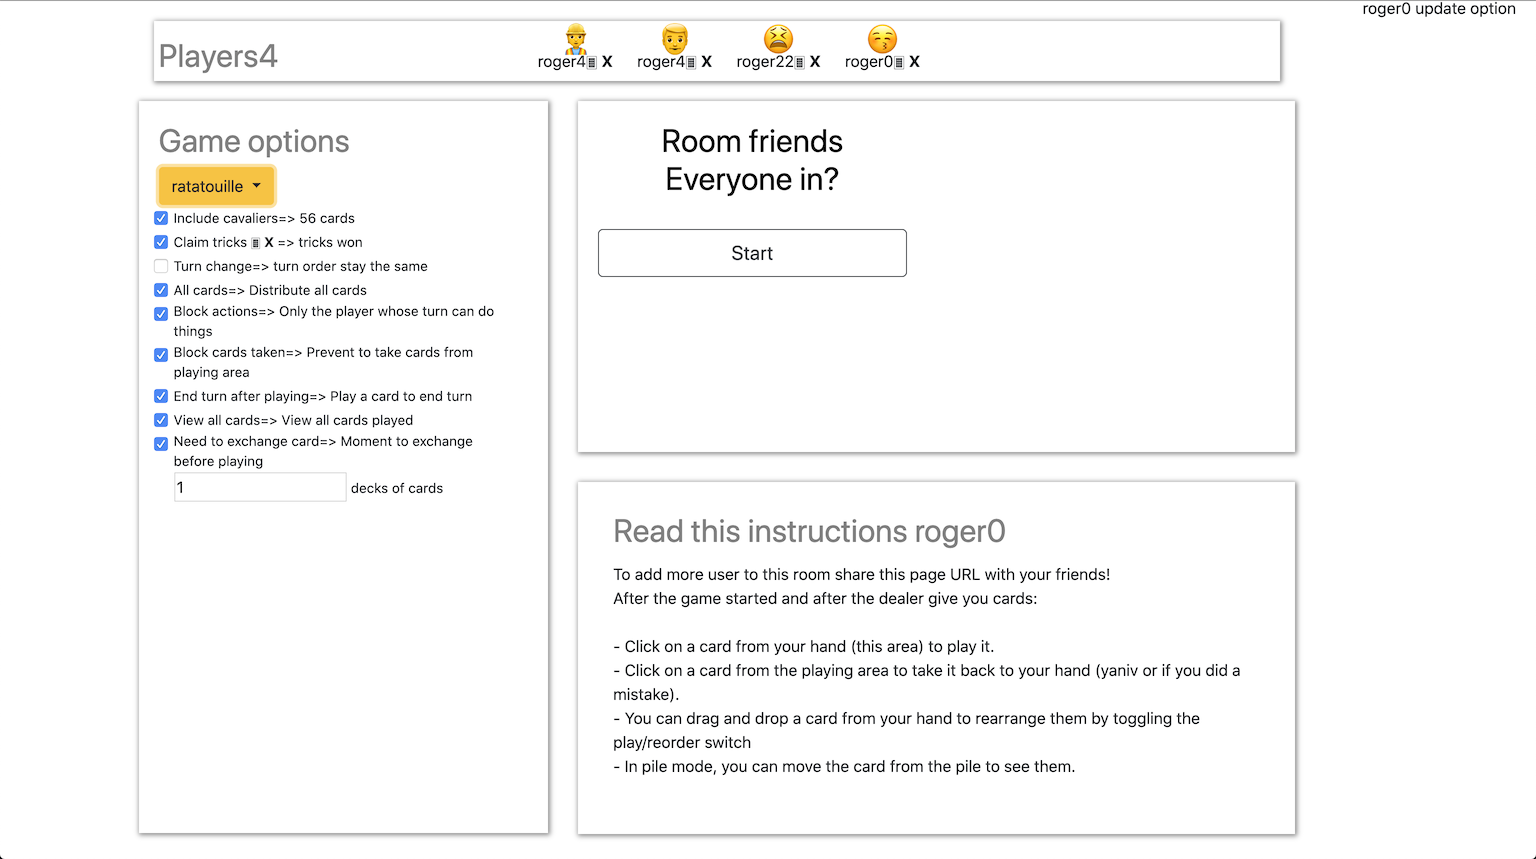 roger0 update option
Players4
roger4🂠 X roger4🂠 X roger22🂠 X roger0🂠 X
Game options
ratatouille
Include cavaliers=> 56 cards
Claim tricks 🂠 X => tricks won
Turn change=> turn order stay the same
All cards=> Distribute all cards
Block actions=> Only the player whose turn can do
things
Block cards taken=> Prevent to take cards from
playing area
End turn after playing=> Play a card to end turn
View all cards=> View all cards played
Need to exchange card=> Moment to exchange
before playing
1 decks of cards
Room friends
Everyone in?
Start
Read this instructions roger0
To add more user to this room share this page URL with your friends!
After the game started and after the dealer give you cards:
- Click on a card from your hand (this area) to play it.
- Click on a card from the playing area to take it back to your hand (yaniv or if you did a
mistake).
- You can drag and drop a card from your hand to rearrange them by toggling the
play/reorder switch
- In pile mode, you can move the card from the pile to see them.